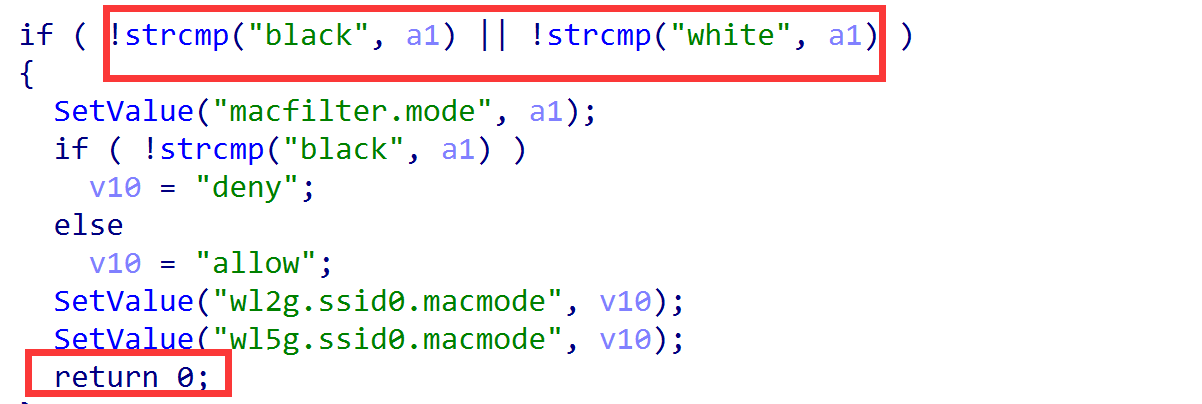 if ( !strcmp("black", a1) || !strcmp("white", a1) )
{
  SetValue("macfilter.mode", a1);
  if ( !strcmp("black", a1) )
    v10 = "deny";
  else
    v10 = "allow";
  SetValue("wl2g.ssid0.macmode", v10);
  SetValue("wl5g.ssid0.macmode", v10);
  return 0;